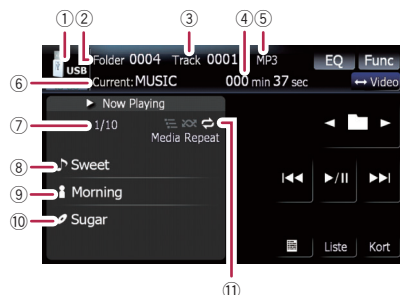 ① ② ③ ④ ⑤
USB Folder 0004 Track 0001 MP3 EQ Func
⑥ Current: MUSIC 000 min 37 sec ↔ Video
► Now Playing
⑦ 1/10
Media Repeat
⑧ Sweet
⑨ Morning
⑩ Sugar
Liste Kort
⑪